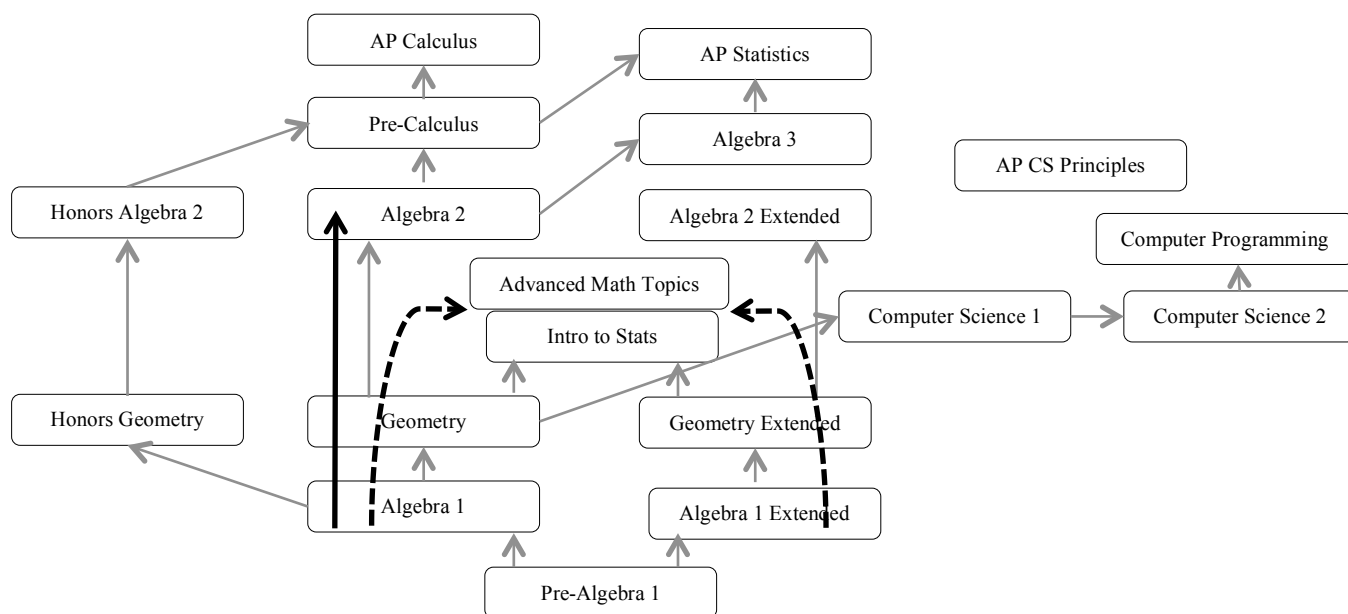 AP Calculus
AP Statistics
Pre-Calculus
Algebra 3
AP CS Principles
Honors Algebra 2
Algebra 2
Algebra 2 Extended
Computer Programming
Advanced Math Topics
Computer Science 1
Computer Science 2
Intro to Stats
Honors Geometry
Geometry
Geometry Extended
Algebra 1
Algebra 1 Extended
Pre-Algebra 1